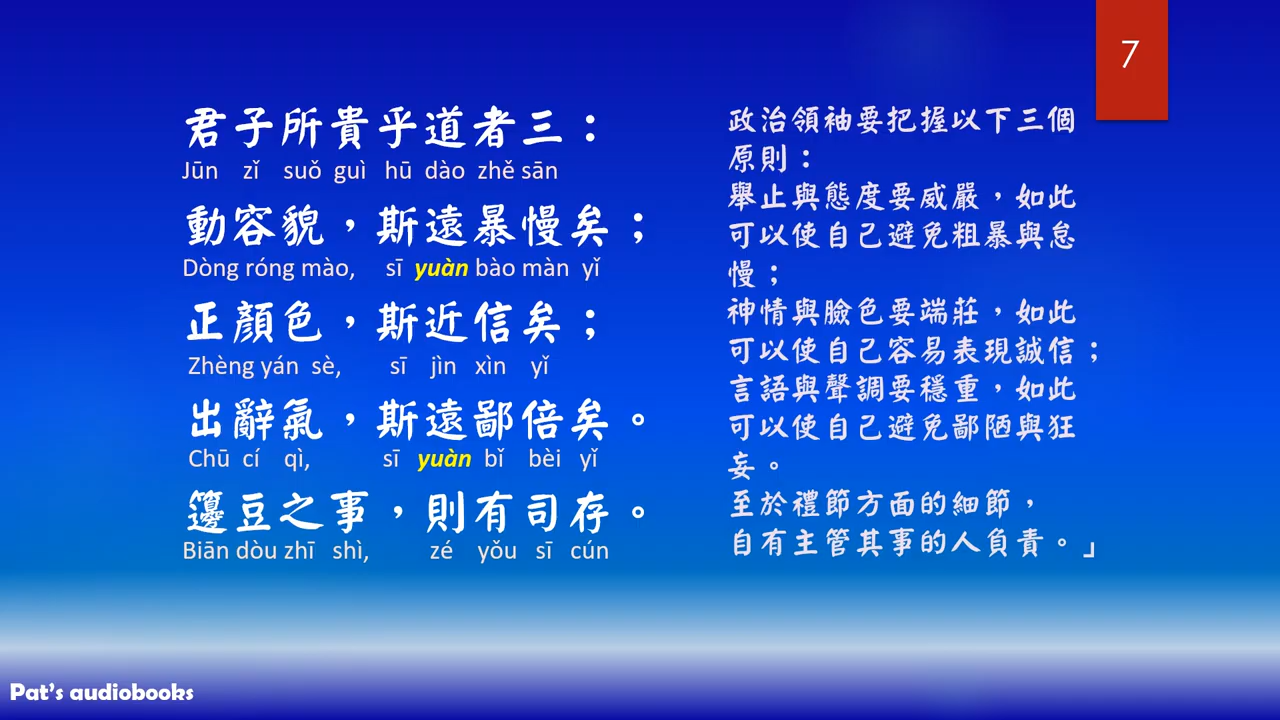 7
君子所貴乎道者三：
Jūn zǐ suǒ guì hū dào zhě sān
動容貌，斯遠暴慢矣；
Dòng róng mào, sī yuàn bào màn yǐ
正顏色，斯近信矣；
Zhèng yán sè, sī jìn xìn yǐ
出辭氣，斯遠鄙倍矣。
Chū cí qì, sī yuàn bǐ bèi yǐ
籩豆之事，則有司存。
Biān dòu zhī shì, zé yǒu sī cún
政治領袖要把握以下三個
原則：
舉止與態度要威嚴，如此
可以使自己避免粗暴與怠
慢；
神情與臉色要端莊，如此
可以使自己容易表現誠信；
言語與聲調要穩重，如此
可以使自己避免鄙陋與狂
妄。
至於禮節方面的細節，
自有主管其事的人負責。」
Pat's audiobooks